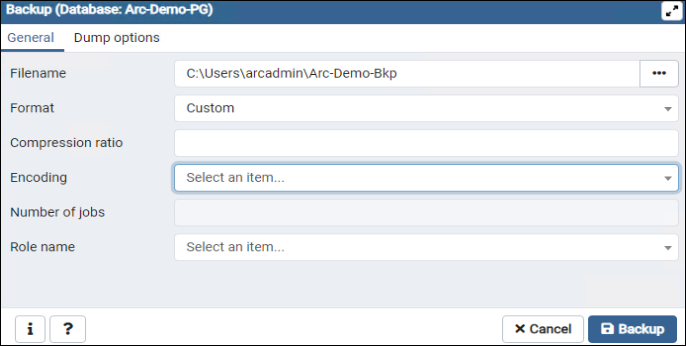 Backup (Database: Arc-Demo-PG)
General Dump options
Filename C:\Users\arcadmin\Arc-Demo-Bkp •••
Format Custom
Compression ratio
Encoding Select an item...
Number of jobs
Role name Select an item...
i ? Cancel Backup